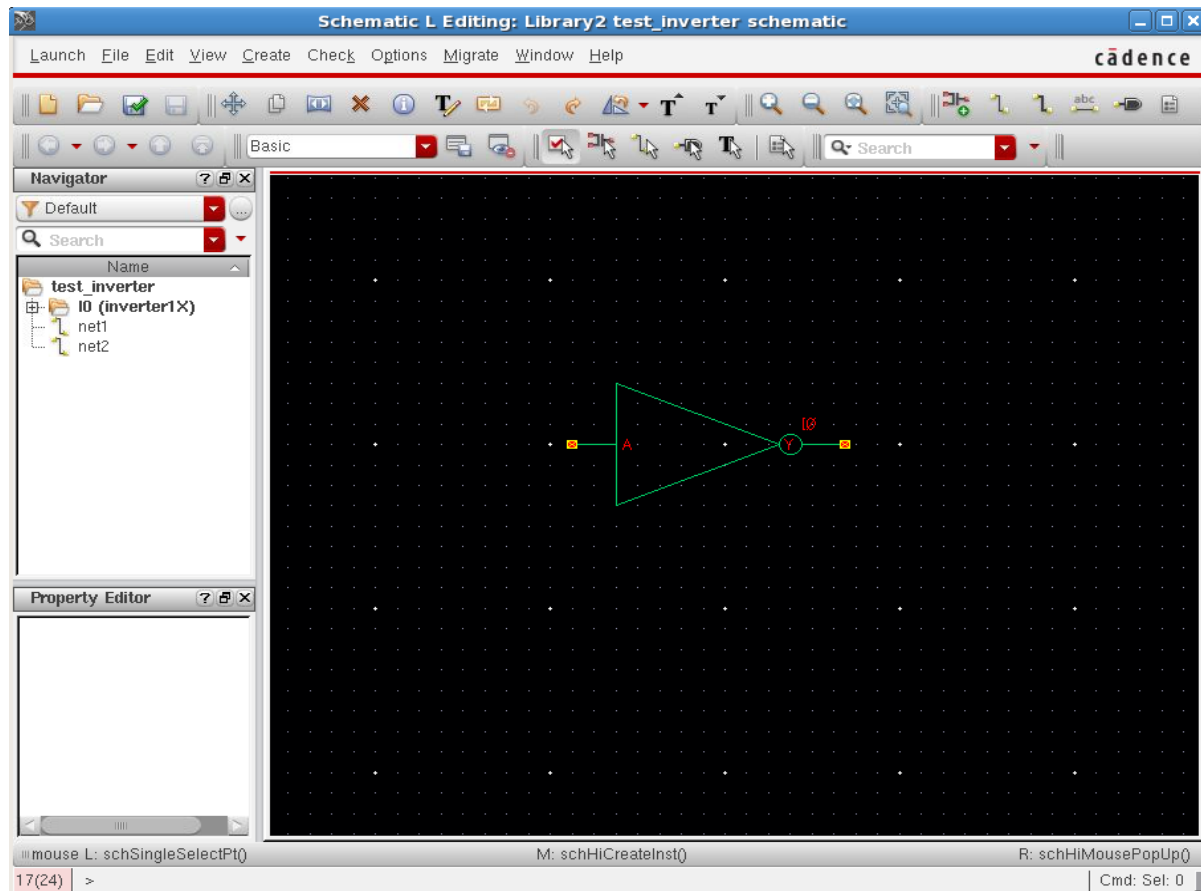 Schematic L Editing: Library2 test_inverter schematic
Launch File Edit View Create Check Options Migrate Window Help
cādence
abc
Basic
Search
Navigator
Default
Search
Name
test_inverter
I0 (inverter1X)
net1
net2
A
Y
I0
Property Editor
mouse L: schSingleSelectPt()
M: schHiCreateInst()
R: schHiMousePopUp()
17(24) >
Cmd: Sel: 0